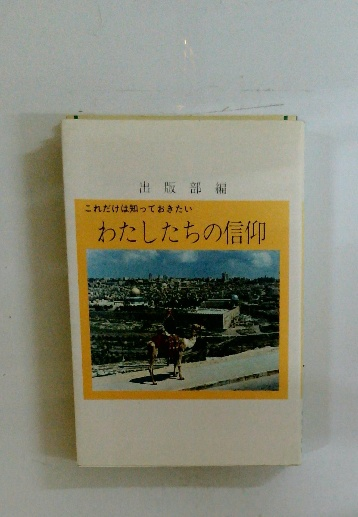 出版部編
これだけは知っておきたい
わたしたちの信仰